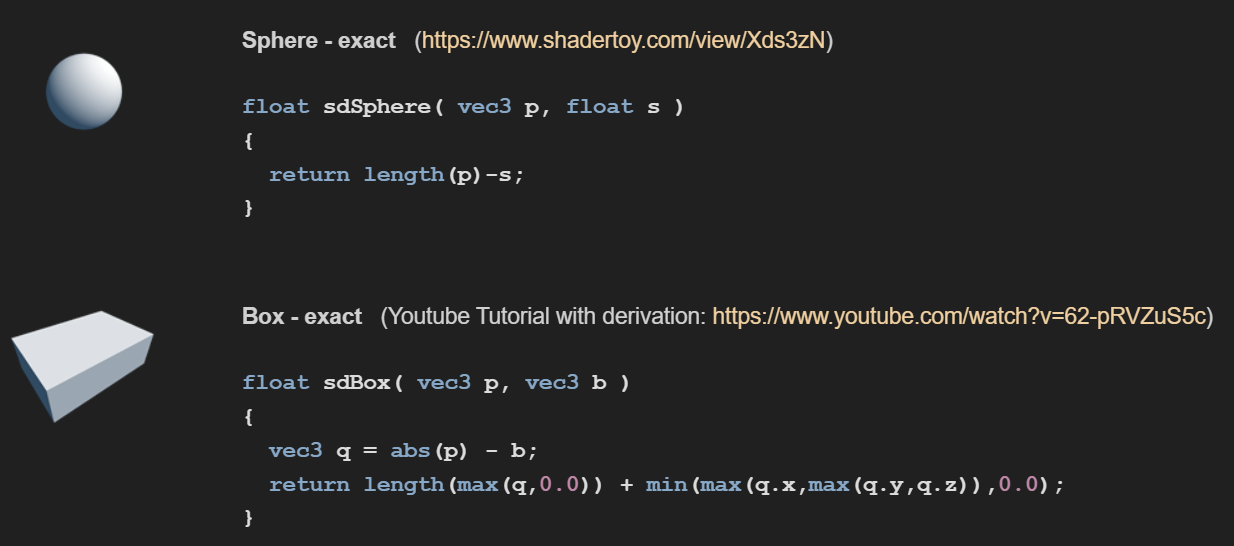 Sphere - exact (https://www.shadertoy.com/view/Xds3zN)
float sdSphere( vec3 p, float s )
{
  return length(p)-s;
}
Box - exact (Youtube Tutorial with derivation: https://www.youtube.com/watch?v=62-pRVZuS5c)
float sdBox( vec3 p, vec3 b )
{
  vec3 q = abs(p) - b;
  return length(max(q,0.0)) + min(max(q.x,max(q.y,q.z)),0.0);
}